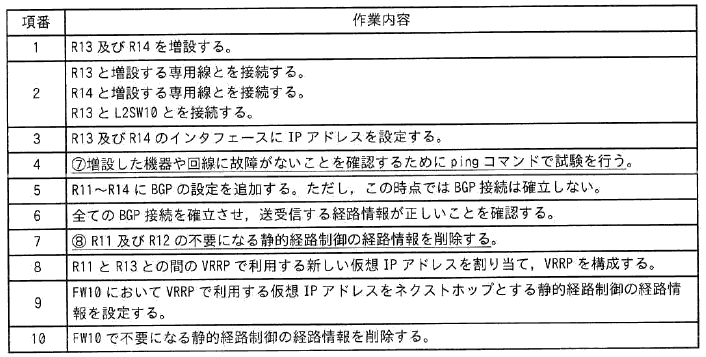 項番 作業内容
1 R13 及び R14 を増設する。
2 R13 と増設する専用線とを接続する。
R14 と増設する専用線とを接続する。
R13 と L2SW10 とを接続する。
3 R13 及び R14 のインタフェースに IP アドレスを設定する。
4 ⑦増設した機器や回線に故障がないことを確認するために ping コマンドで試験を行う。
5 R11～R14 に BGP の設定を追加する。ただし，この時点では BGP 接続は確立しない。
6 全ての BGP 接続を確立させ，送受信する経路情報が正しいことを確認する。
7 ⑧ R11 及び R12 の不要になる静的経路制御の経路情報を削除する。
8 R11 と R13 との間の VRRP で利用する新しい仮想 IP アドレスを割り当て，VRRP を構成する。
9 FW10 において VRRP で利用する仮想 IP アドレスをネクストホップとする静的経路制御の経路情
報を設定する。
10 FW10 で不要になる静的経路制御の経路情報を削除する。